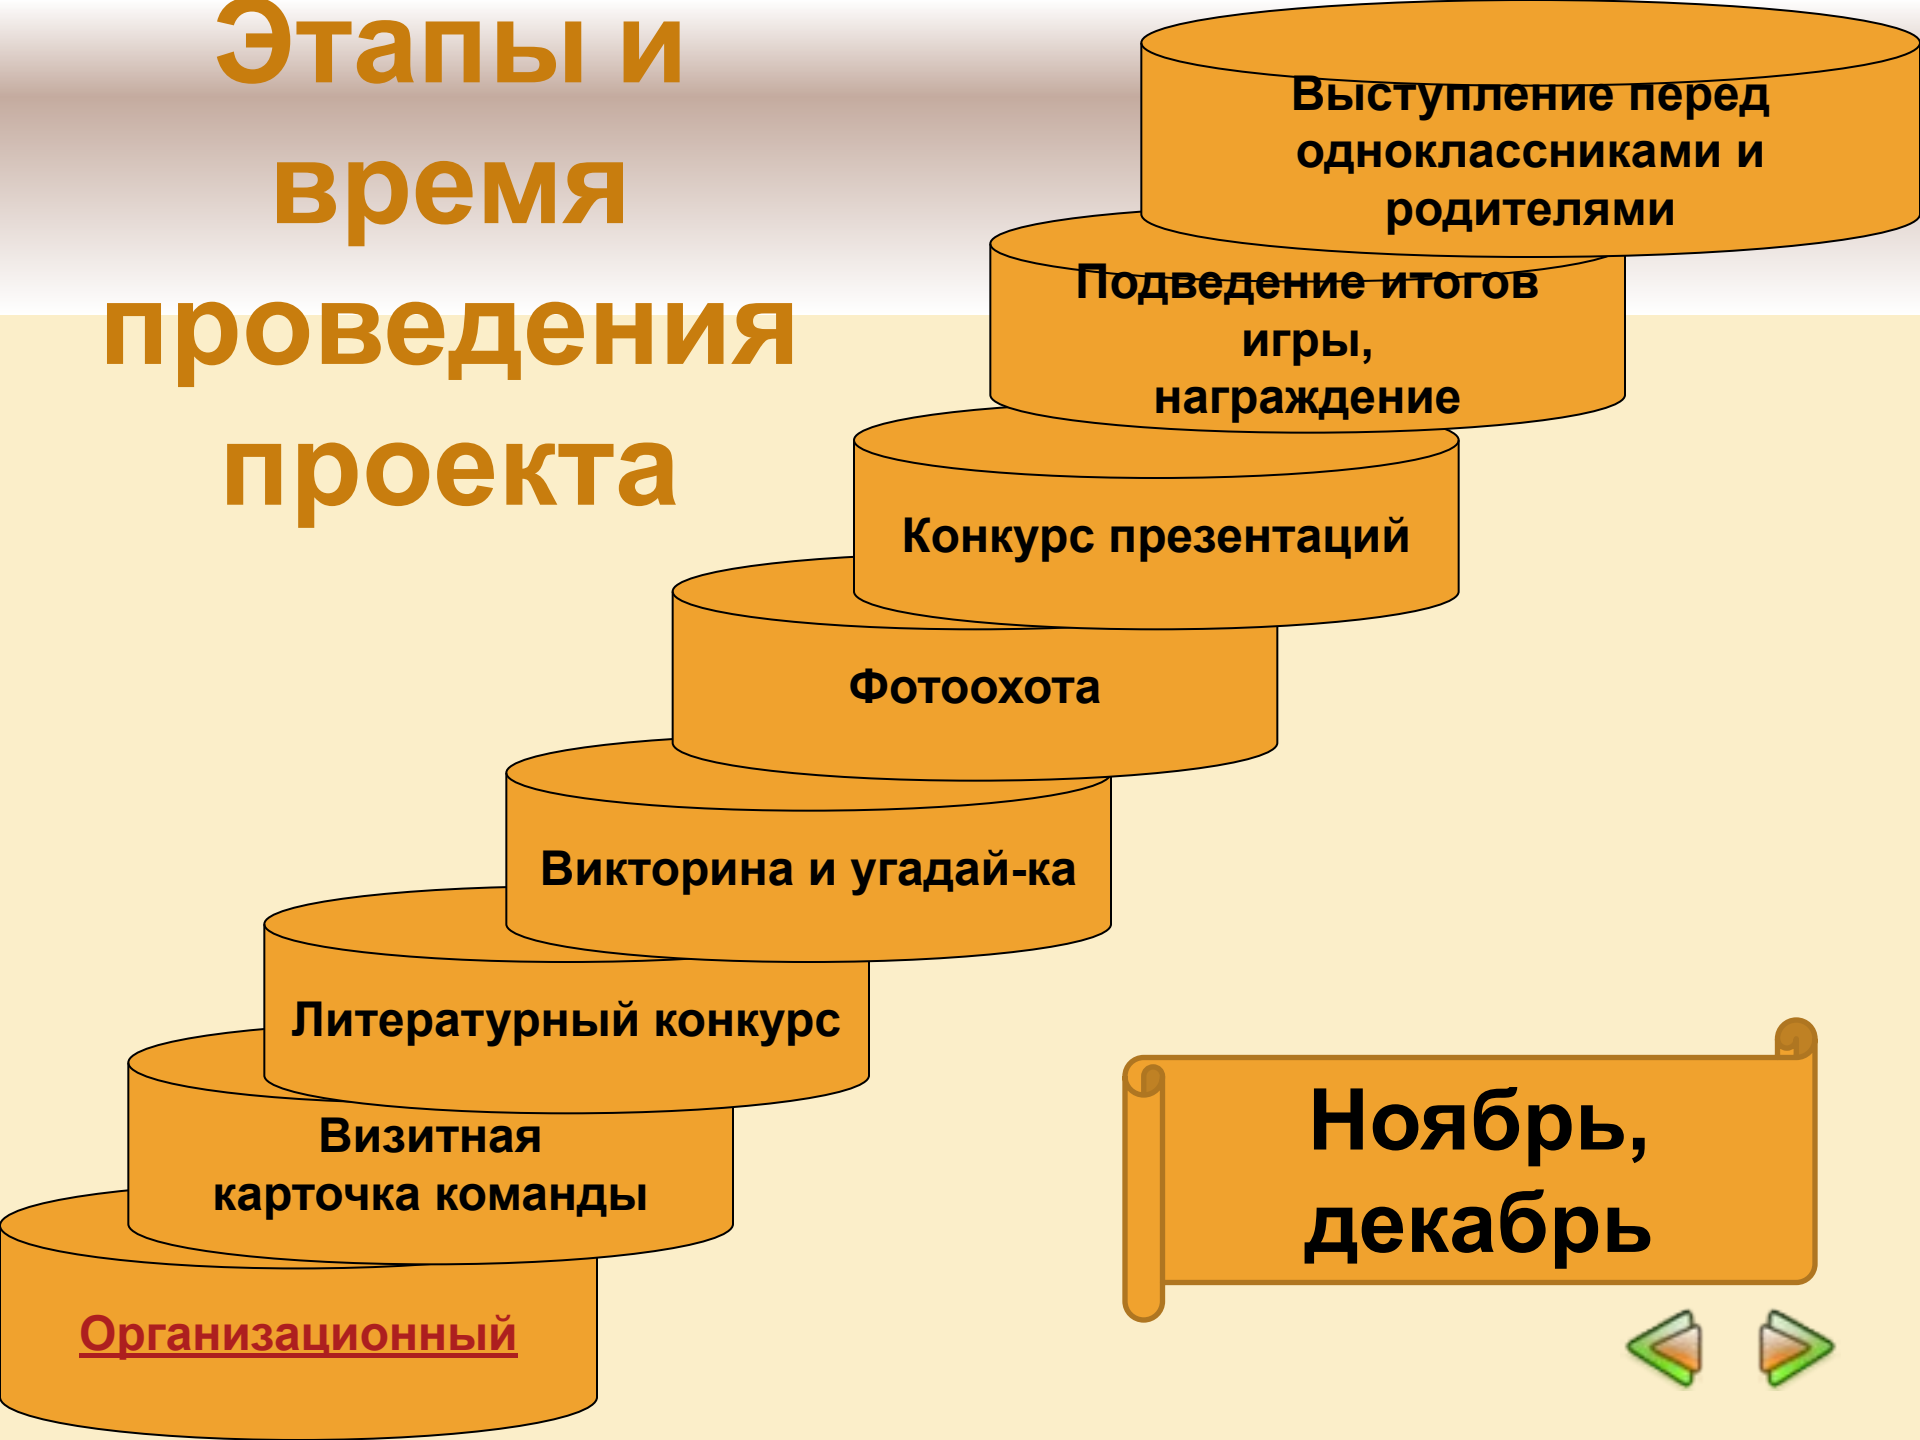 Этапы и
время
проведения
проекта
Выступление перед
одноклассниками и
родителями
Подведение итогов
игры,
награждение
Конкурс презентаций
Фотоохота
Викторина и угадай-ка
Литературный конкурс
Визитная
карточка команды
Организационный
Ноябрь,
декабрь